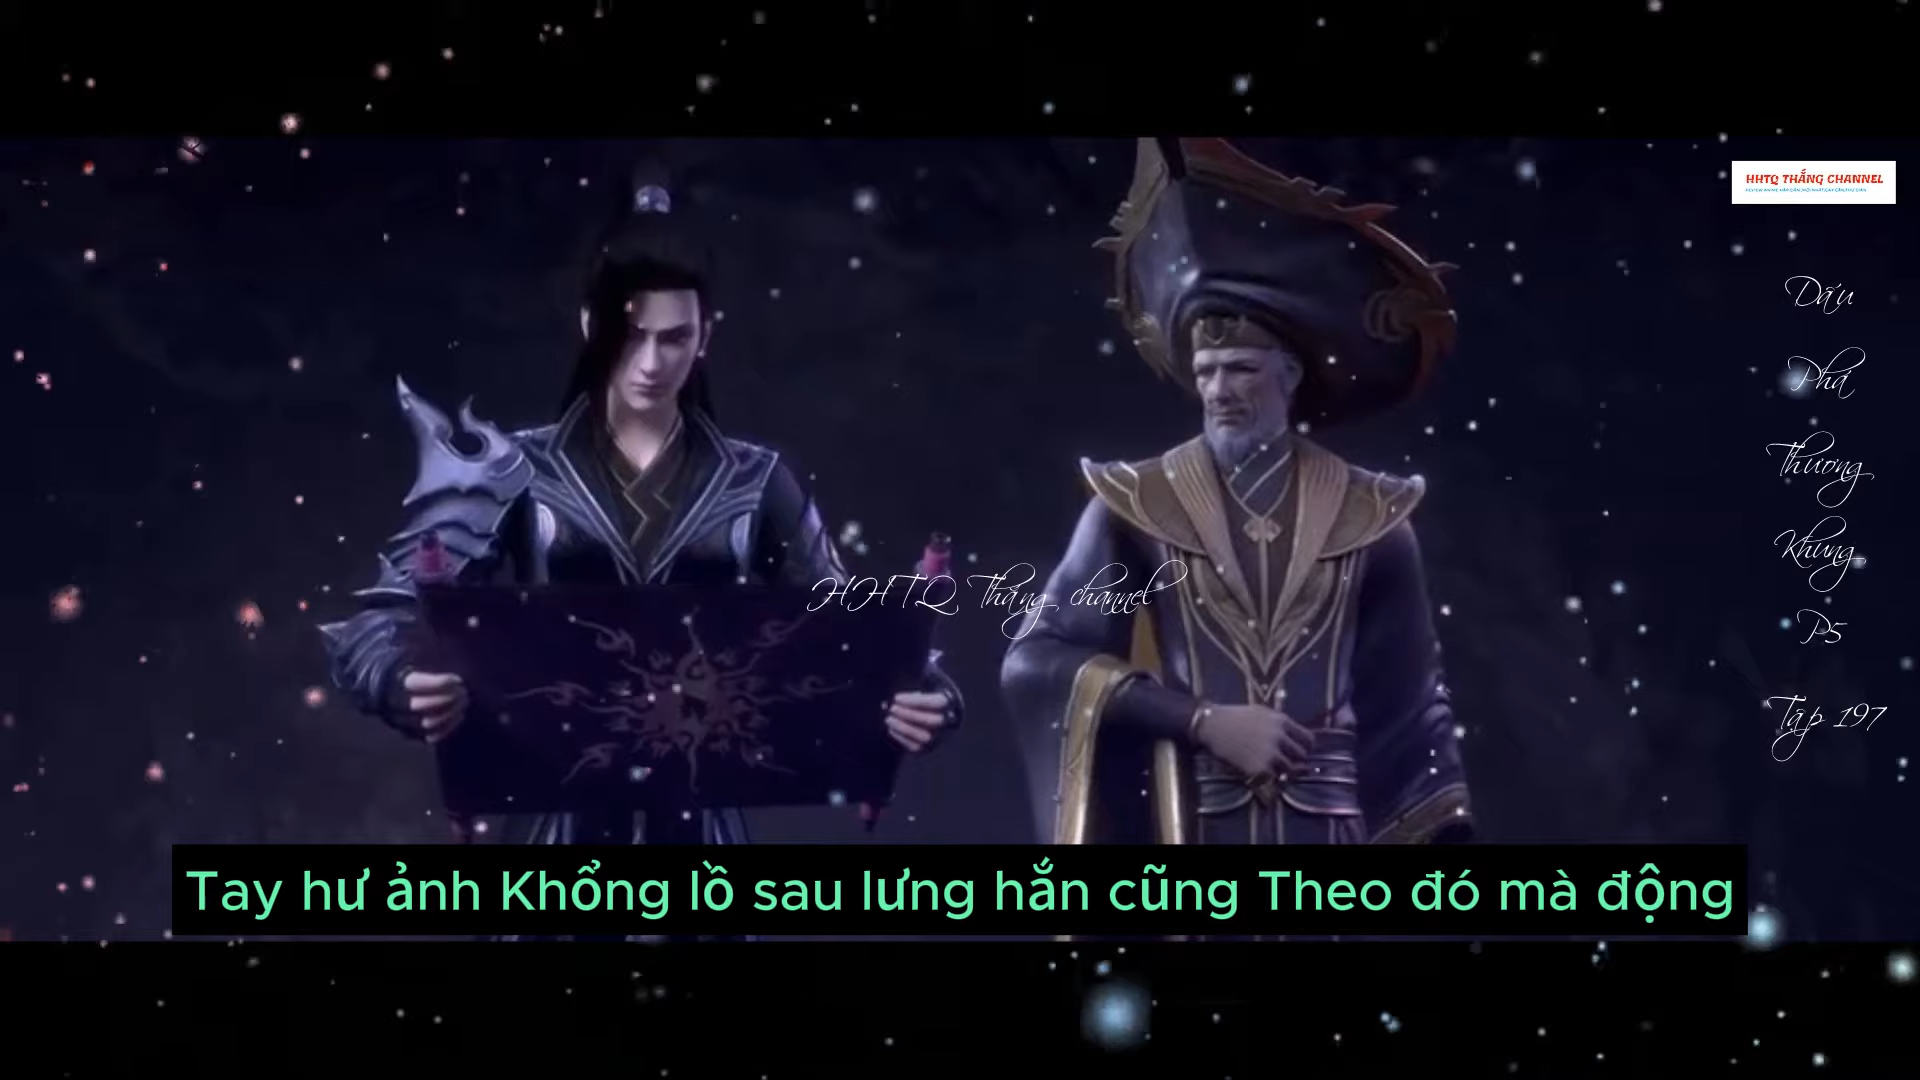 HHTQ THẮNG CHANNEL
Dấu
Phá
Thương
Khung
P5
Tập 197
HHTQ Thắng channel
Tay hư ảnh Khổng lồ sau lưng hắn cũng Theo đó mà động